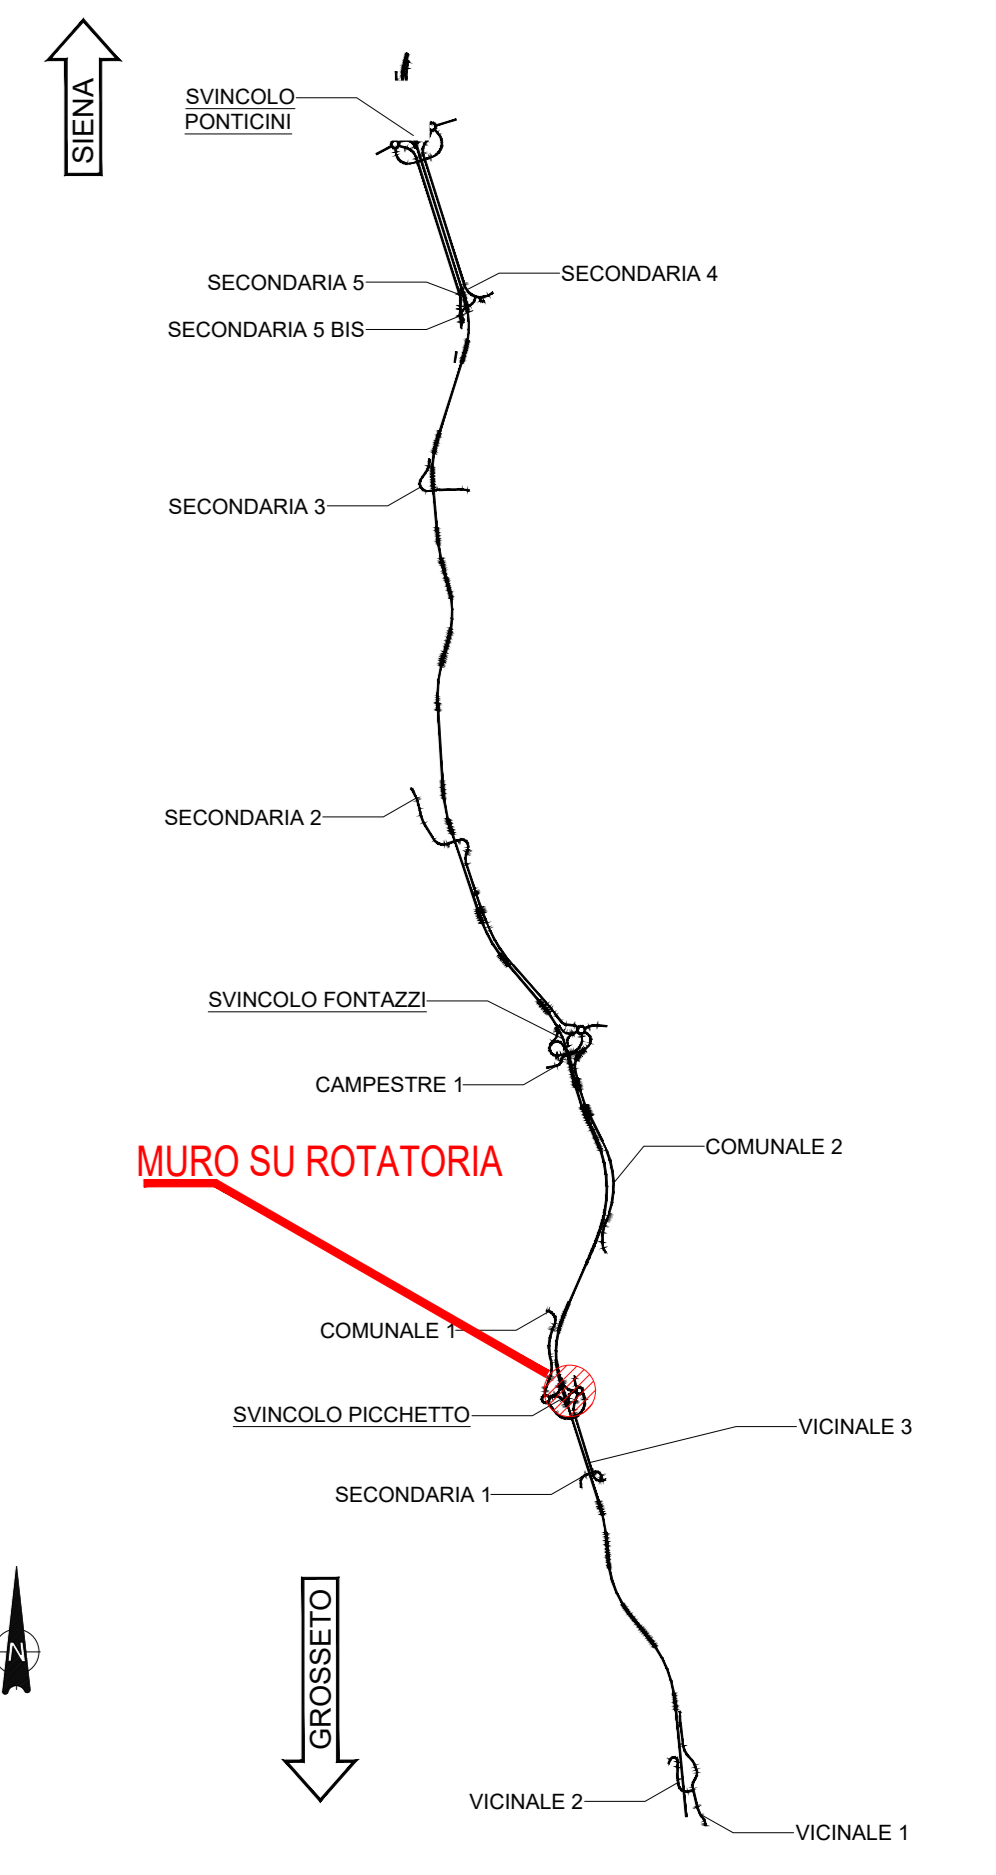 SIENA
SVINCOLO
PONTICINI
SECONDARIA 5
SECONDARIA 4
SECONDARIA 5 BIS
SECONDARIA 3
SECONDARIA 2
SVINCOLO FONTAZZI
CAMPESTRE 1
COMUNALE 2
MURO SU ROTATORIA
COMUNALE 1
SVINCOLO PICCHETTO
VICINALE 3
SECONDARIA 1
N
GROSSETO
VICINALE 2
VICINALE 1